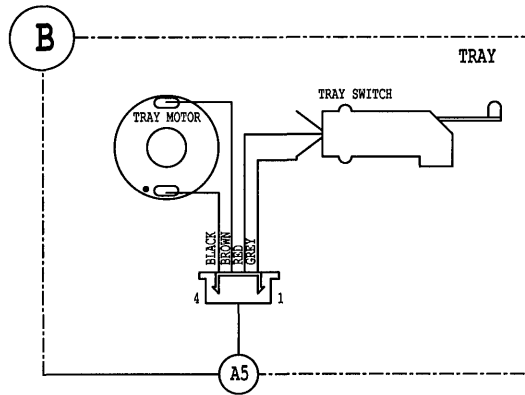 B
TRAY
TRAY SWITCH
TRAY MOTOR
BLACK
BROWN
RED
GREY
4
1
A5